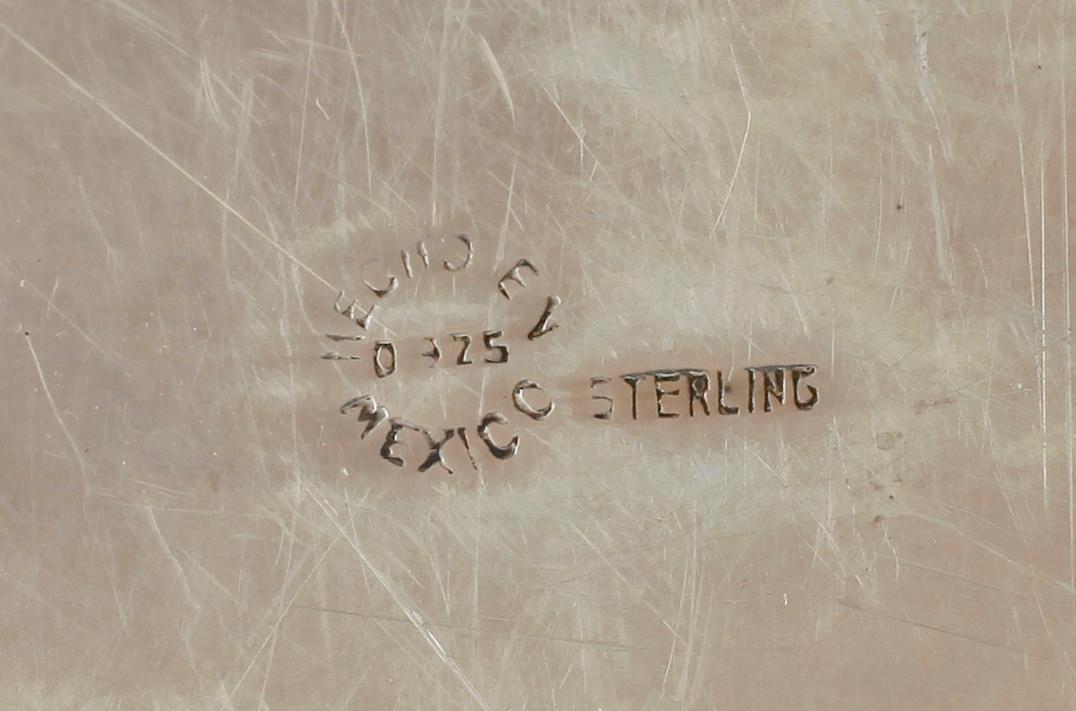 HECHO EN
0 925
MEXICO
STERLING